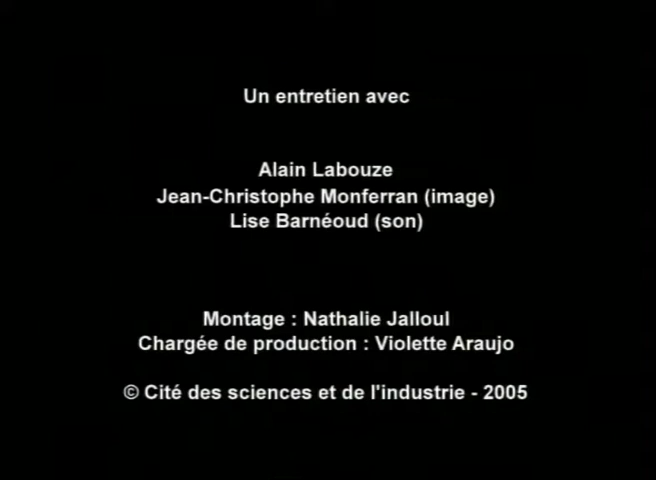 Un entretien avec
Alain Labouze
Jean-Christophe Monferran (image)
Lise Barnéoud (son)
Montage : Nathalie Jalloul
Chargée de production : Violette Araujo
© Cité des sciences et de l'industrie - 2005